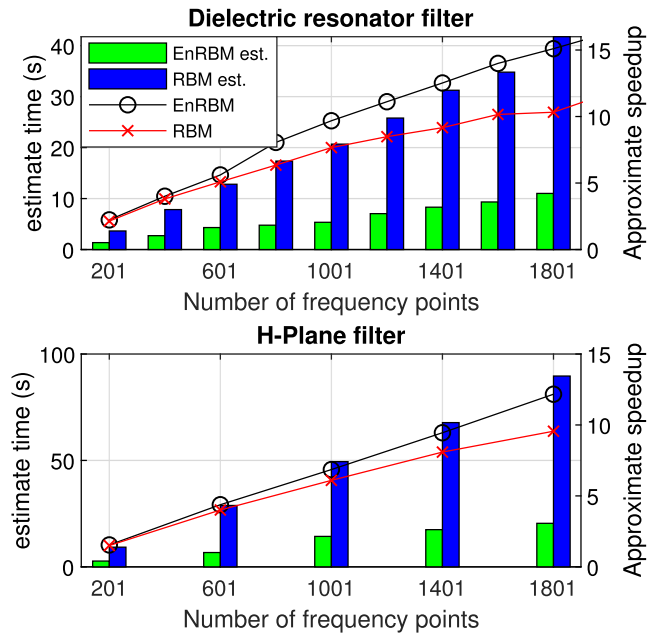 Dielectric resonator filter
40
30
20
10
0
estimate time (s)
EnRBM est.
RBM est.
EnRBM
RBM
15
10
5
0
Approximate speedup
201 601 1001 1401 1801
Number of frequency points
H-Plane filter
100
50
0
estimate time (s)
15
10
5
0
Approximate speedup
201 601 1001 1401 1801
Number of frequency points